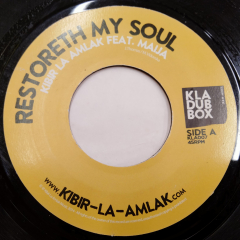 RESTORETH MY SOUL
KIBIR LA AMLAK FEAT. MALIA
KLA
DUB
BOX
SIDE A
45RPM
WWW.KIBIR-LA-AMLAK.COM